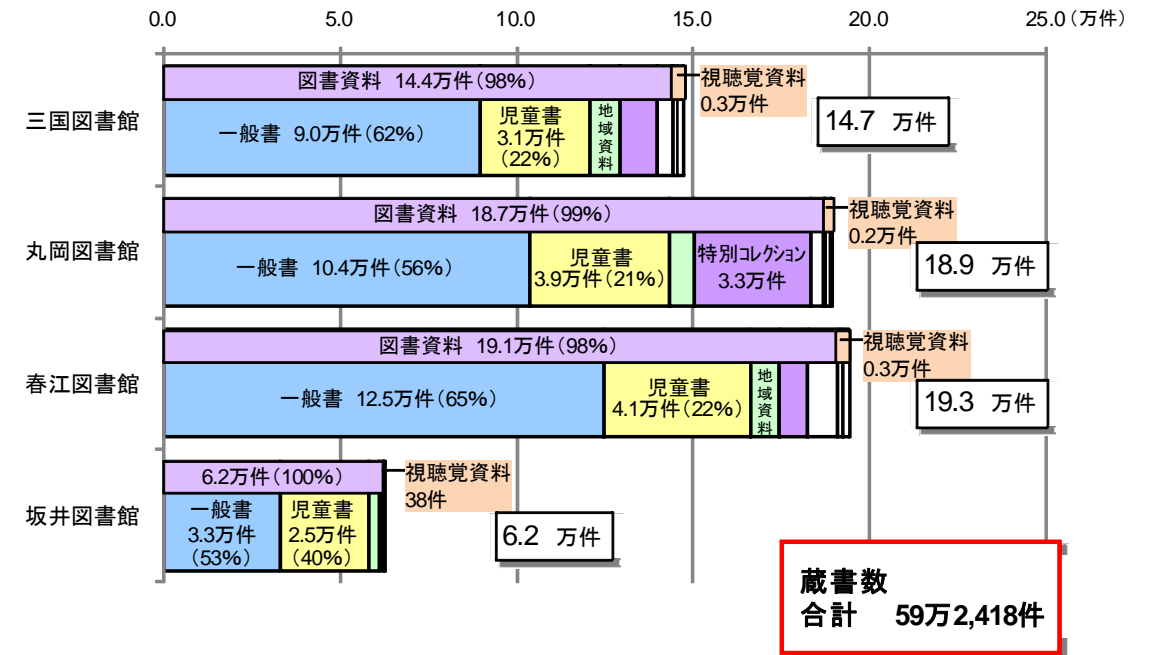 0.0 5.0 10.0 15.0 20.0 25.0（万件）
三国図書館
図書資料 14.4万件（98%）
視聴覚資料
0.3万件
一般書 9.0万件（62%）
児童書
3.1万件
（22%）
地域資料
14.7 万件
丸岡図書館
図書資料 18.7万件（99%）
視聴覚資料
0.2万件
一般書 10.4万件（56%）
児童書
3.9万件（21%）
特別コレクション
3.3万件
18.9 万件
春江図書館
図書資料 19.1万件（98%）
視聴覚資料
0.3万件
一般書 12.5万件（65%）
児童書
4.1万件（22%）
地域資料
19.3 万件
坂井図書館
6.2万件（100%）
視聴覚資料
38件
一般書
3.3万件
（53%）
児童書
2.5万件
（40%）
6.2 万件
蔵書数
合計 59万2,418件